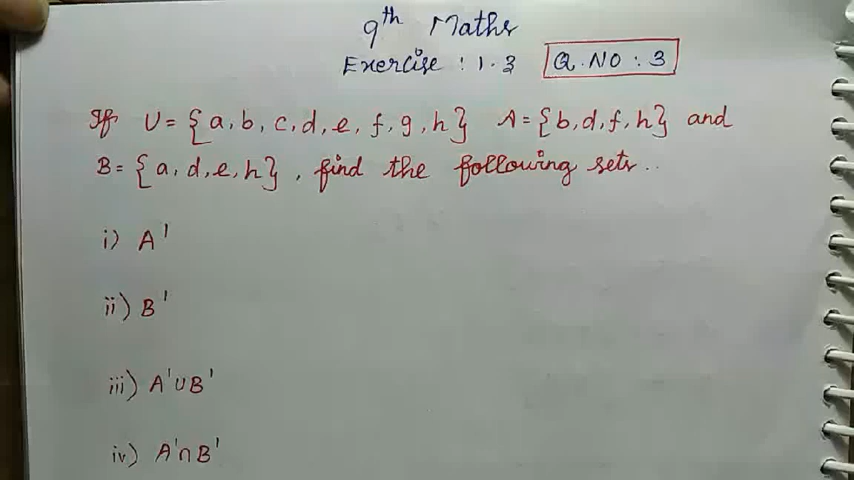 9th Maths
Exercise : 1.3 Q.NO : 3
If U = {a, b, c, d, e, f, g, h} A = {b, d, f, h} and
B = {a, d, e, h}, find the following sets..
i) A'
ii) B'
iii) A'∪B'
iv) A'∩B'